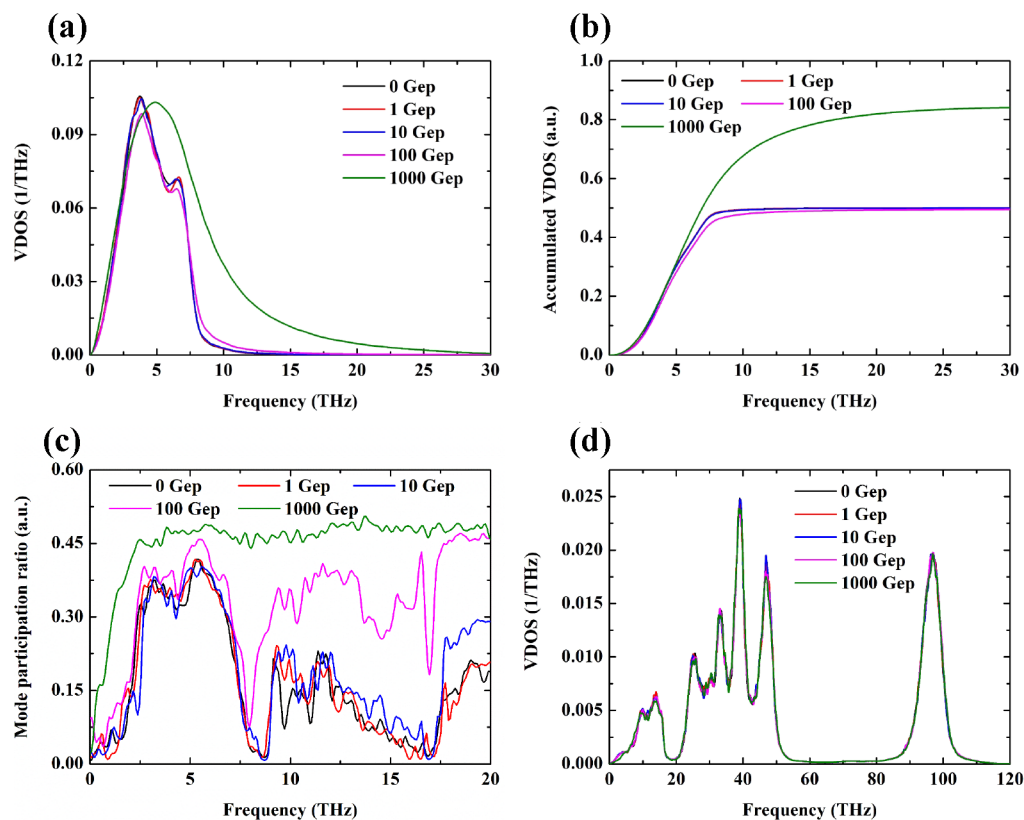 (a)
0.12
0.09
0.06
0.03
0.00
VDOS (1/THz)
0 Gep
1 Gep
10 Gep
100 Gep
1000 Gep
0 5 10 15 20 25 30
Frequency (THz)
(b)
1.0
0.8
0.6
0.4
0.2
0.0
Accumulated VDOS (a.u.)
0 Gep 1 Gep
10 Gep 100 Gep
1000 Gep
0 5 10 15 20 25 30
Frequency (THz)
(c)
0.60
0.45
0.30
0.15
0.00
Mode participation ratio (a.u.)
0 Gep 1 Gep 10 Gep
100 Gep 1000 Gep
0 5 10 15 20
Frequency (THz)
(d)
0.025
0.020
0.015
0.010
0.005
0.000
VDOS (1/THz)
0 Gep
1 Gep
10 Gep
100 Gep
1000 Gep
0 20 40 60 80 100 120
Frequency (THz)